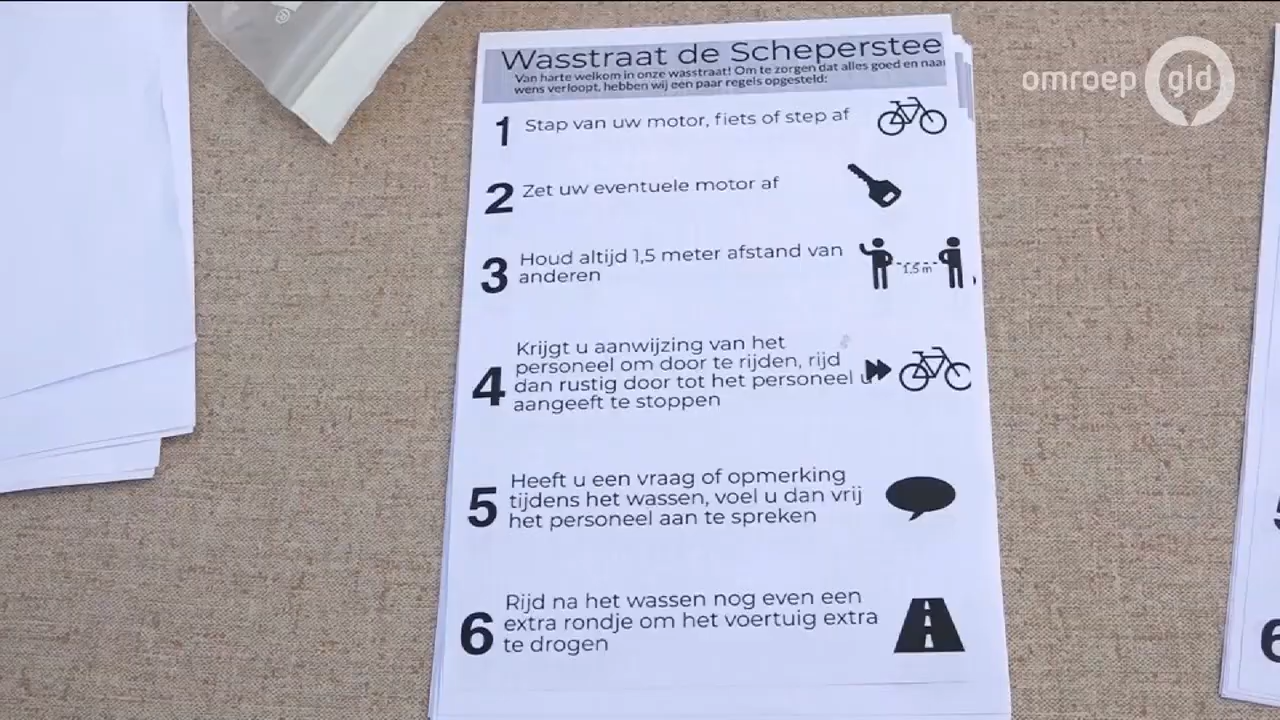 Wasstraat de Scheperstee
Van harte welkom in onze wasstraat! Om te zorgen dat alles goed en naar
wens verloopt, hebben wij een paar regels opgesteld:
1 Stap van uw motor, fiets of step af
2 Zet uw eventuele motor af
3 Houd altijd 1,5 meter afstand van
anderen
1.5 m
4 Krijgt u aanwijzing van het
personeel om door te rijden, rijd
dan rustig door tot het personeel u
aangeeft te stoppen
5 Heeft u een vraag of opmerking
tijdens het wassen, voel u dan vrij
het personeel aan te spreken
6 Rijd na het wassen nog even een
extra rondje om het voertuig extra
te drogen
omroep gld
6